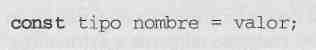 const tipo nombre = valor;